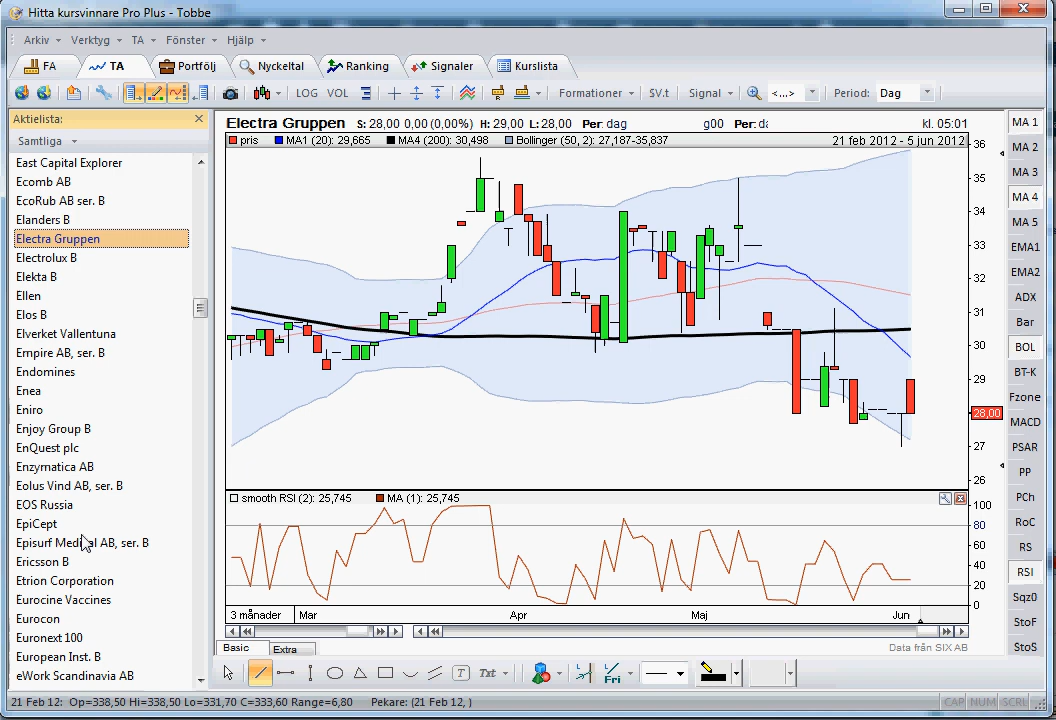 Hitta kursvinnare Pro Plus - Tobbe
Arkiv Verktyg TA Fönster Hjälp
FA TA Portfölj Nyckeltal Ranking Signaler Kurslista
LOG VOL Formationer SV.t Signal <...> Period: Dag
Aktielista:
Samtliga
East Capital Explorer
Ecomb AB
EcoRub AB ser. B
Elanders B
Electra Gruppen
Electrolux B
Elekta B
Ellen
Elos B
Elverket Vallentuna
Empire AB, ser. B
Endomines
Enea
Eniro
Enjoy Group B
EnQuest plc
Enzymatica AB
Eolus Vind AB, ser. B
EOS Russia
EpiCept
Episurf Medical AB, ser. B
Ericsson B
Etrion Corporation
Eurocine Vaccines
Eurocon
Euronext 100
European Inst. B
eWork Scandinavia AB
Electra Gruppen S: 28,00 0,00 (0,00%) H: 29,00 L: 28,00 Per: dag g00 Per: da kl. 05:01
pris MA1 (20): 29,665 MA4 (200): 30,498 Bollinger (50, 2): 27,187-35,837 21 feb 2012 - 5 jun 2012
36
35
34
33
32
31
30
29
28,00
27
26
smooth RSI (2): 25,745 MA (1): 25,745
100
80
60
40
20
0
3 månader Mar Apr Maj Jun
Basic Extra
Data från SIX AB
T Txt Fri
MA 1
MA 2
MA 3
MA 4
MA 5
EMA1
EMA2
ADX
Bar
BOL
BT-K
Fzone
MACD
PSAR
PP
PCh
RoC
RS
RSI
Sqz0
StoF
StoS
21 Feb 12: Op=338,50 Hi=338,50 Lo=331,70 C=333,60 Range=6,80 Pekare: (21 Feb 12, )
CAP NUM SCRL